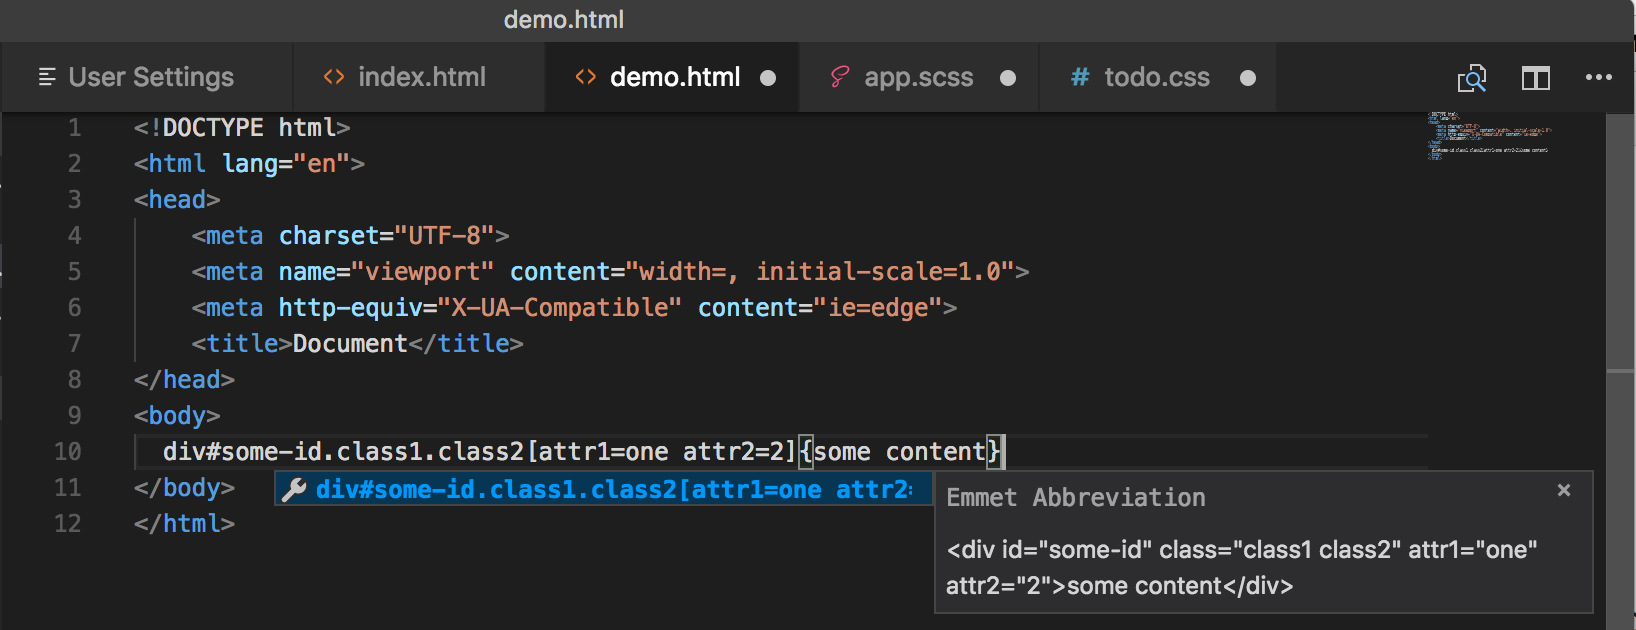 demo.html
User Settings
<> index.html
<> demo.html
app.scss
# todo.css
1 <!DOCTYPE html>
2 <html lang="en">
3 <head>
4 <meta charset="UTF-8">
5 <meta name="viewport" content="width=, initial-scale=1.0">
6 <meta http-equiv="X-UA-Compatible" content="ie=edge">
7 <title>Document</title>
8 </head>
9 <body>
10 div#some-id.class1.class2[attr1=one attr2=2]{some content}
11 </body>
div#some-id.class1.class2[attr1=one attr2=
12 </html>
Emmet Abbreviation
<div id="some-id" class="class1 class2" attr1="one"
attr2="2">some content</div>